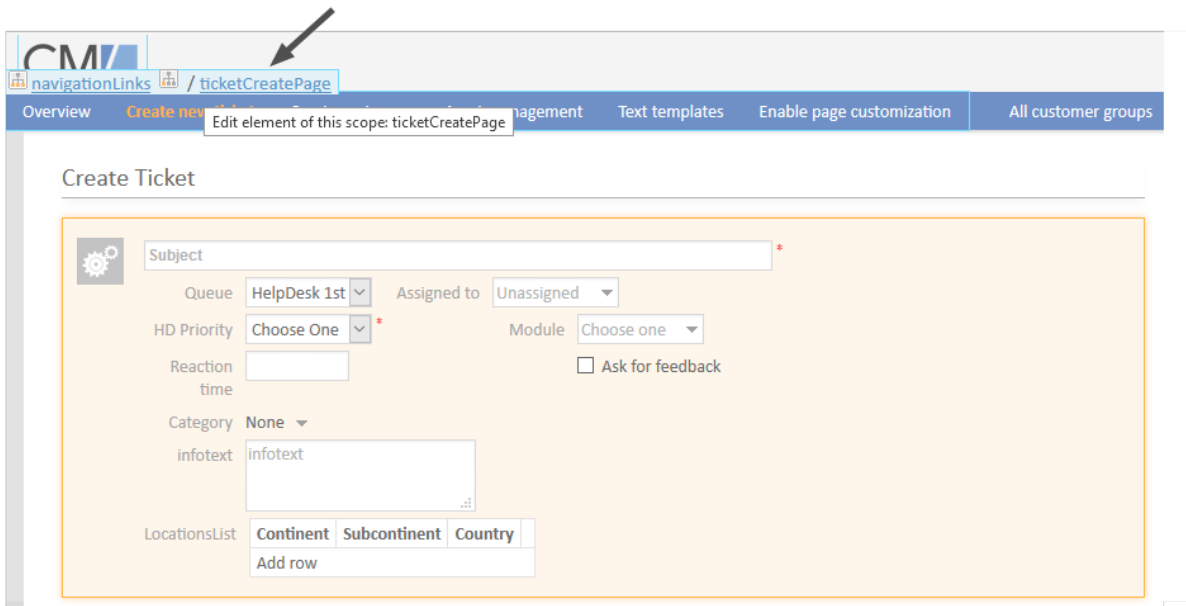 CM/
navigationLinks / ticketCreatePage
Overview Create new nagement Text templates Enable page customization All customer groups
Edit element of this scope: ticketCreatePage
Create Ticket
Subject *
Queue HelpDesk 1st Assigned to Unassigned
HD Priority Choose One * Module Choose one
Reaction Ask for feedback
time
Category None
infotext infotext
LocationsList Continent Subcontinent Country
Add row